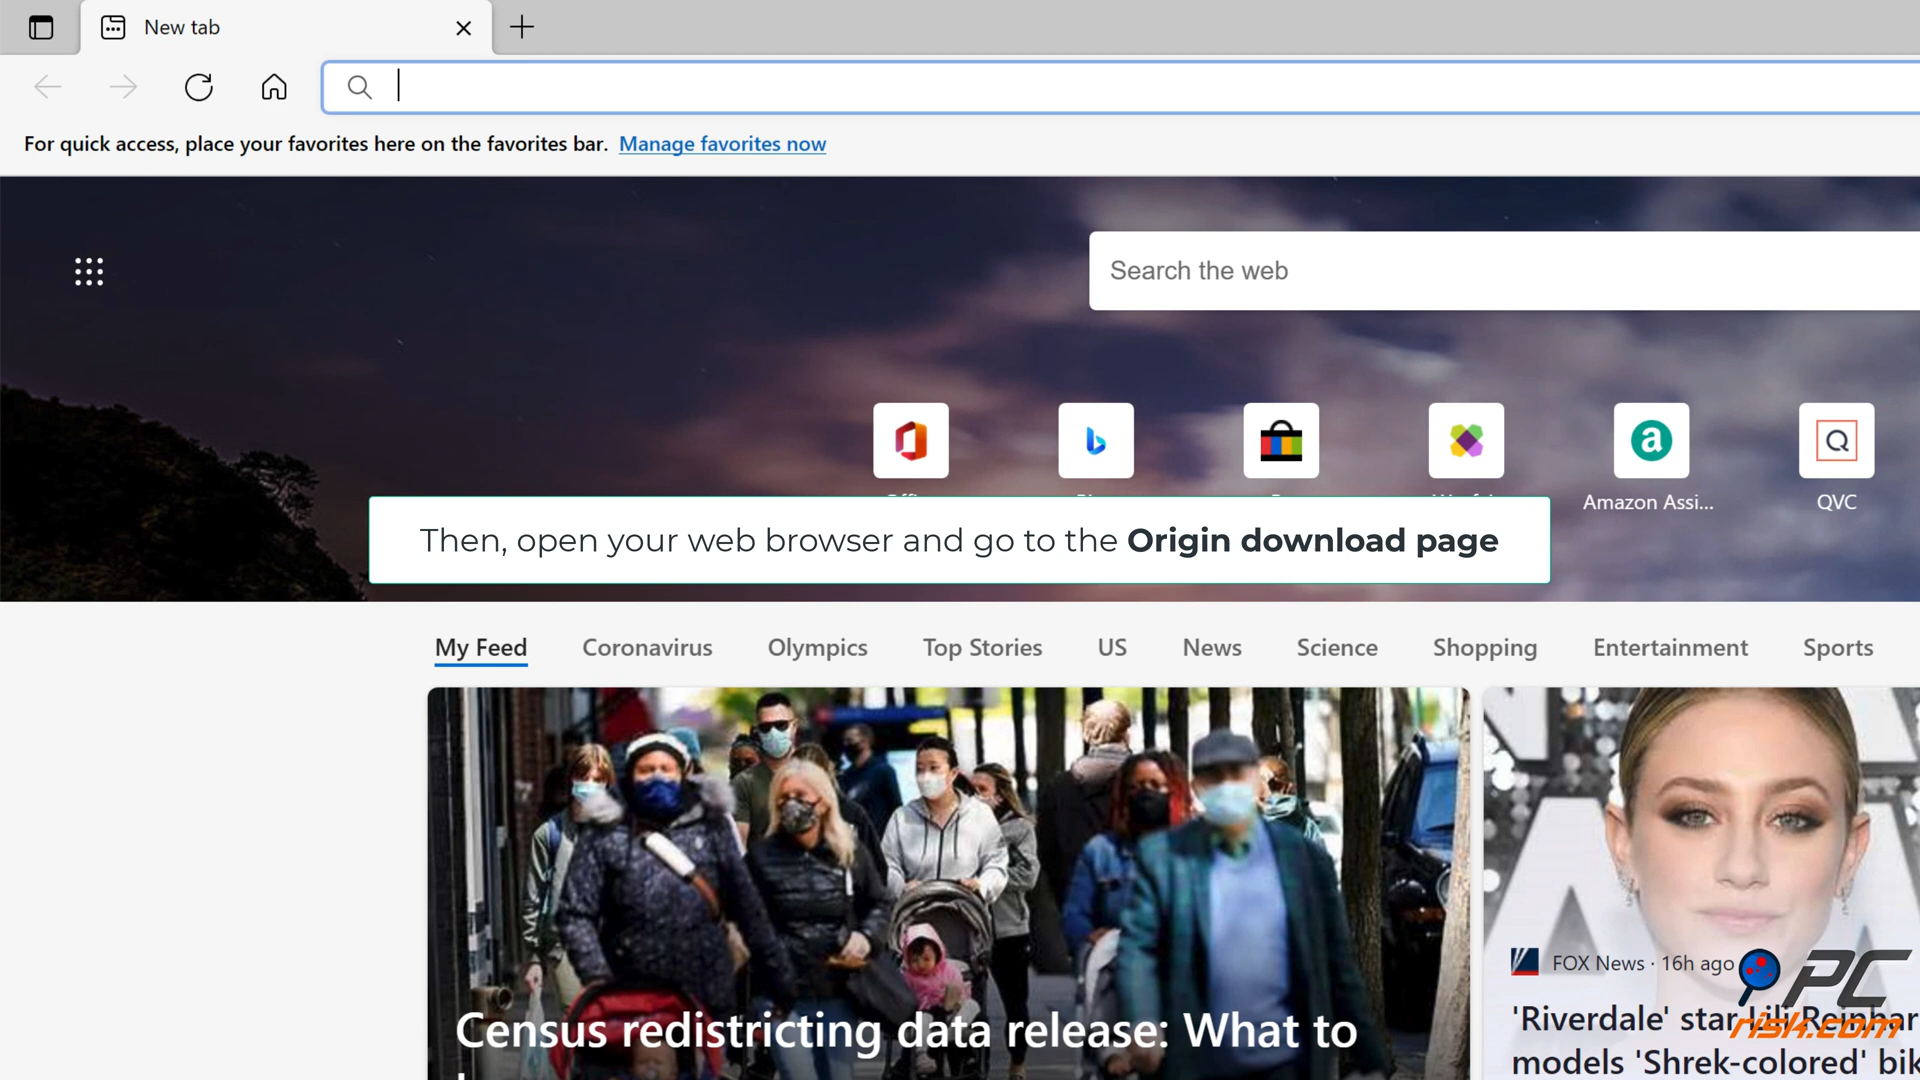 New tab
For quick access, place your favorites here on the favorites bar. Manage favorites now
Search the web
Amazon Assi...
QVC
Then, open your web browser and go to the Origin download page
My Feed Coronavirus Olympics Top Stories US News Science Shopping Entertainment Sports
Census redistricting data release: What to
FOX News · 16h ago
'Riverdale' star Lili Reinhar
models 'Shrek-colored' bik
PC
risk.com